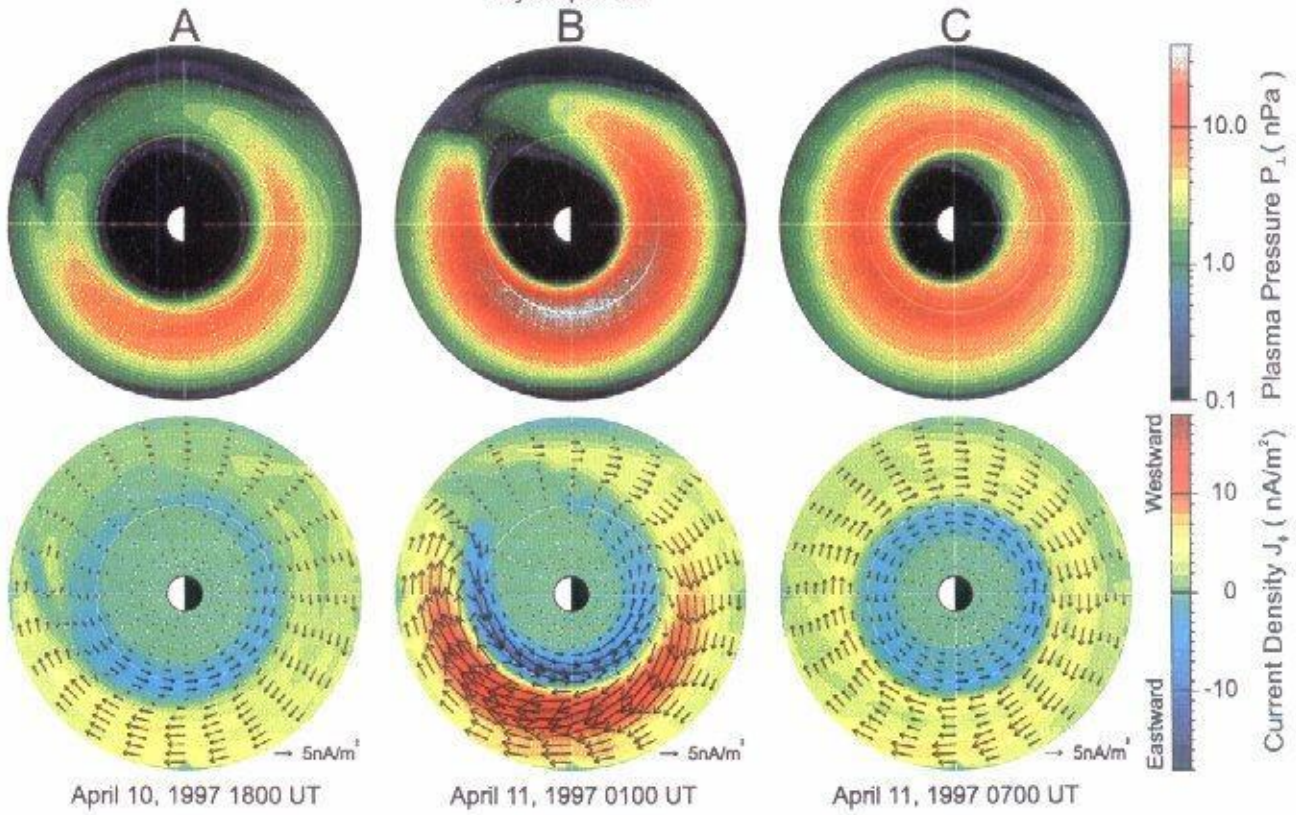 A
B
C
10.0
1.0
0.1
Plasma Pressure P⊥ ( nPa)
Westward
10
0
-10
Eastward
Current Density Jφ ( nA/m²)
5nA/m²
5nA/m²
5nA/m²
April 10, 1997 1800 UT
April 11, 1997 0100 UT
April 11, 1997 0700 UT